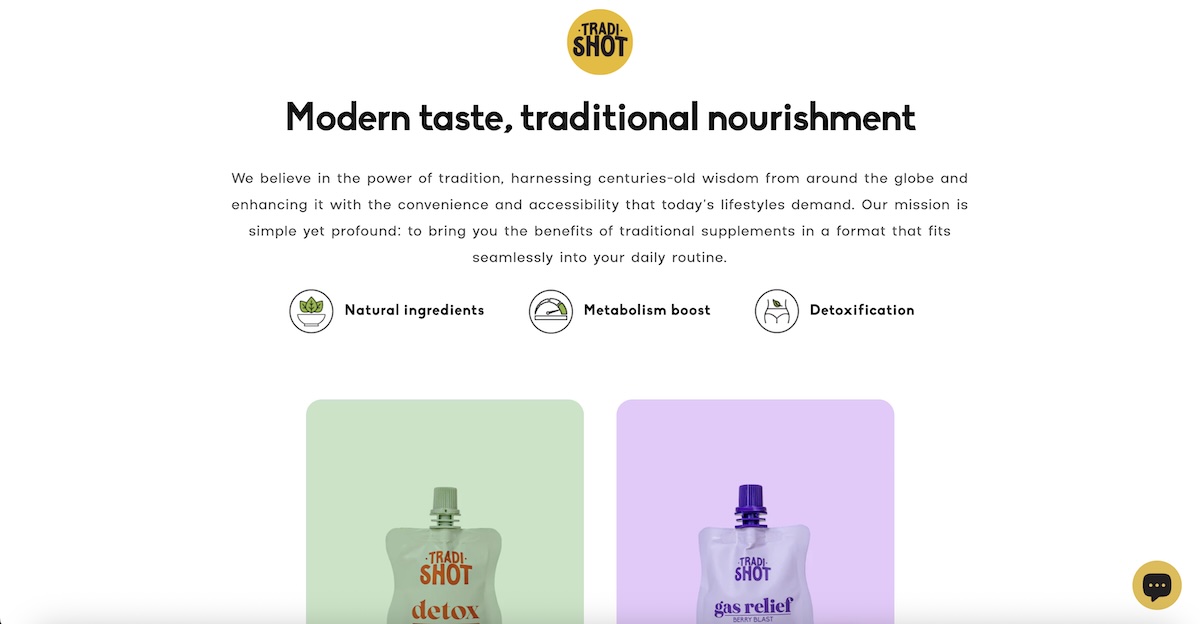 ·TRADI·
SHOT
Modern taste, traditional nourishment
We believe in the power of tradition, harnessing centuries-old wisdom from around the globe and
enhancing it with the convenience and accessibility that today's lifestyles demand. Our mission is
simple yet profound: to bring you the benefits of traditional supplements in a format that fits
seamlessly into your daily routine.
Natural ingredients
Metabolism boost
Detoxification
·TRADI·
SHOT
detox
·TRADI·
SHOT
gas relief
BERRY BLAST